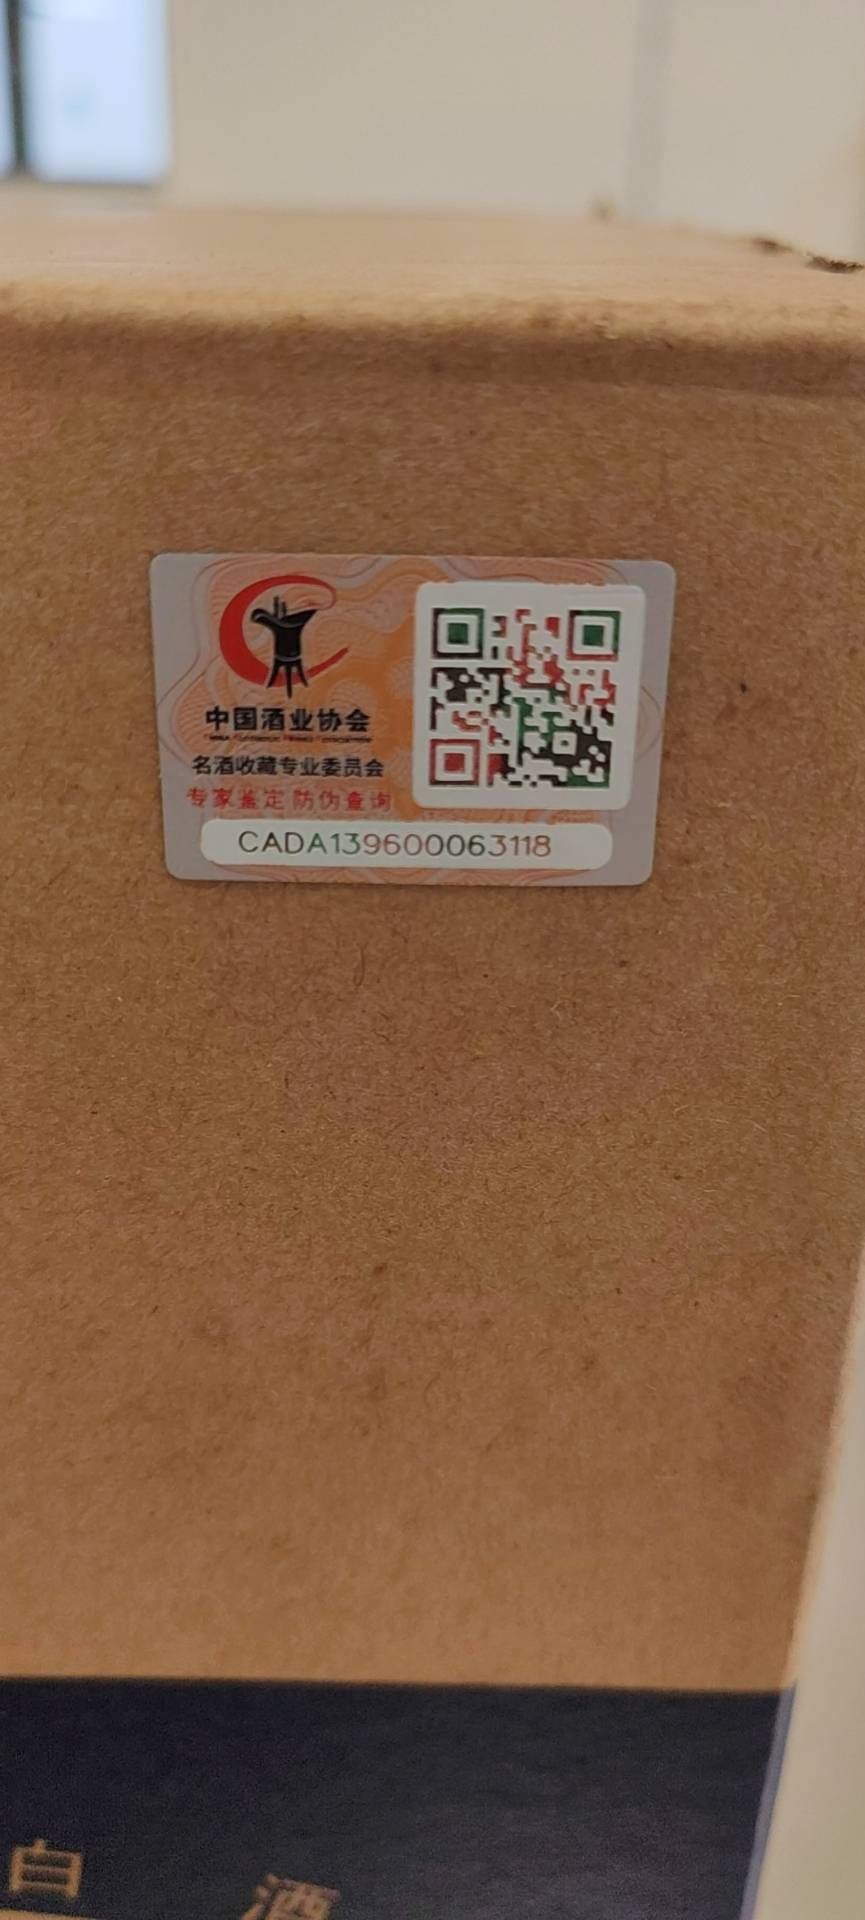 中国酒业协会
名酒收藏专业委员会
专家鉴定 防伪查询
CADA139600063118
白 酒